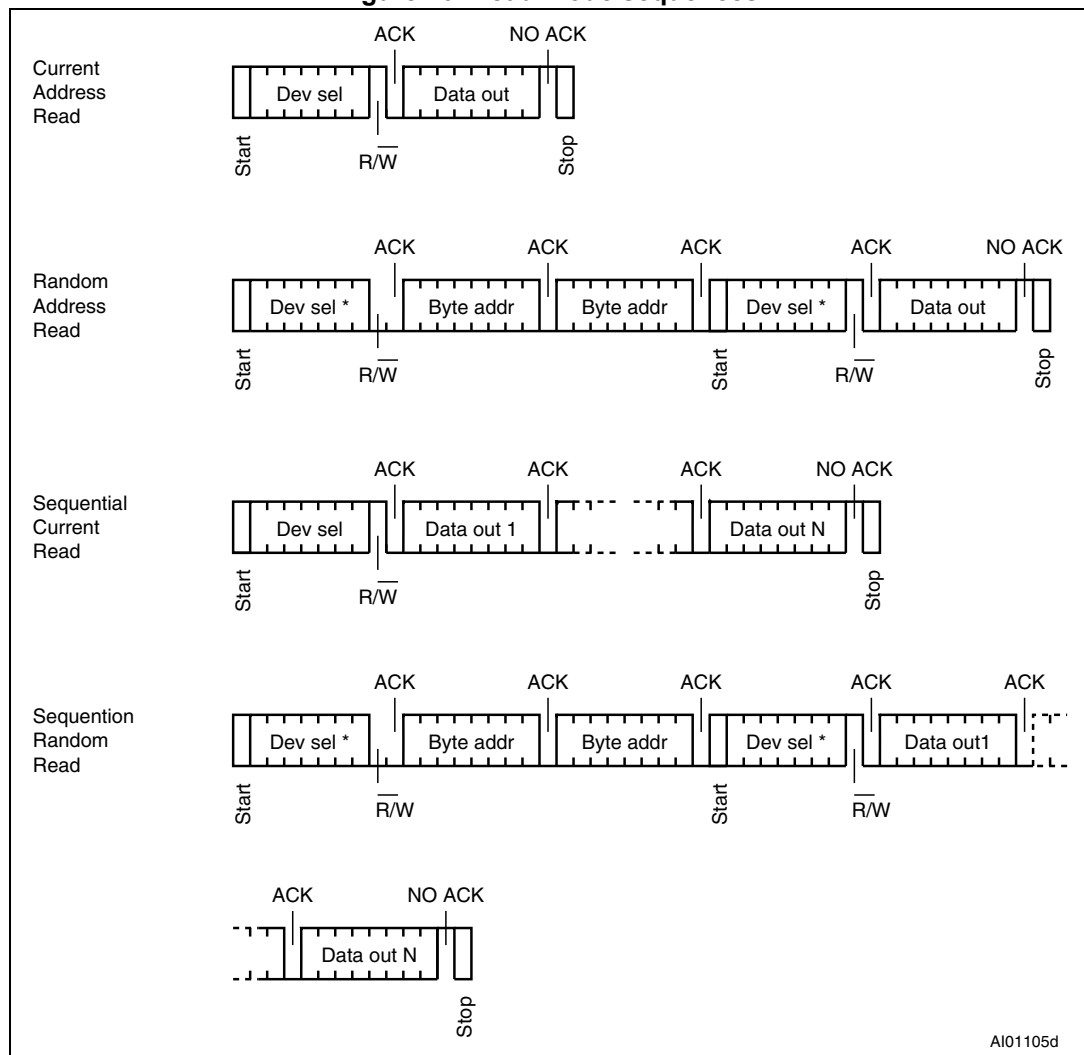 ACK NO ACK
Current
Address
Read
Dev sel Data out
Start R/W Stop
ACK ACK ACK ACK NO ACK
Random
Address
Read
Dev sel * Byte addr Byte addr Dev sel * Data out
Start R/W Start R/W Stop
ACK ACK ACK NO ACK
Sequential
Current
Read
Dev sel Data out 1 Data out N
Start R/W Stop
ACK ACK ACK ACK ACK
Sequention
Random
Read
Dev sel * Byte addr Byte addr Dev sel * Data out1
Start R/W Start R/W
ACK NO ACK
Data out N
Stop
AI01105d